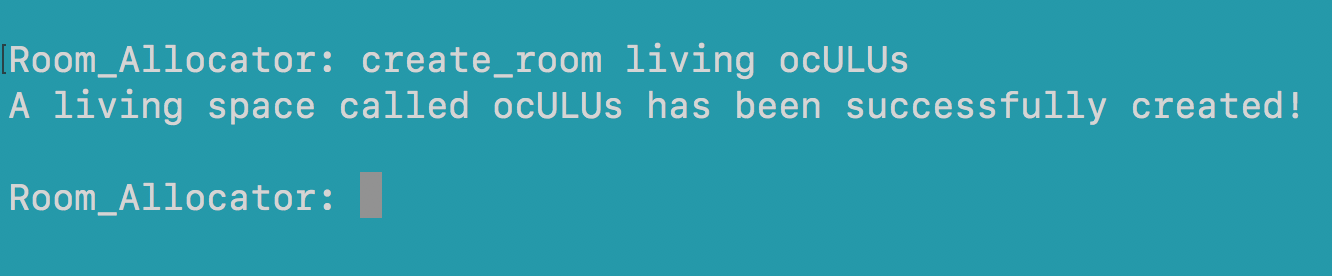 [Room_Allocator: create_room living ocULUs
A living space called ocULUs has been successfully created!
Room_Allocator: